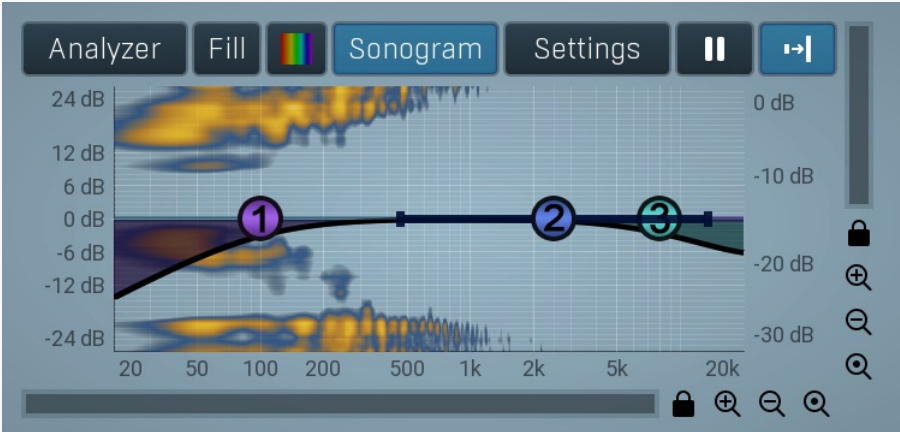 Analyzer Fill Sonogram Settings
24 dB 0 dB
12 dB
-10 dB
6 dB
0 dB 1 2 3
-6 dB
-20 dB
-12 dB
-24 dB -30 dB
20 50 100 200 500 1k 2k 5k 20k